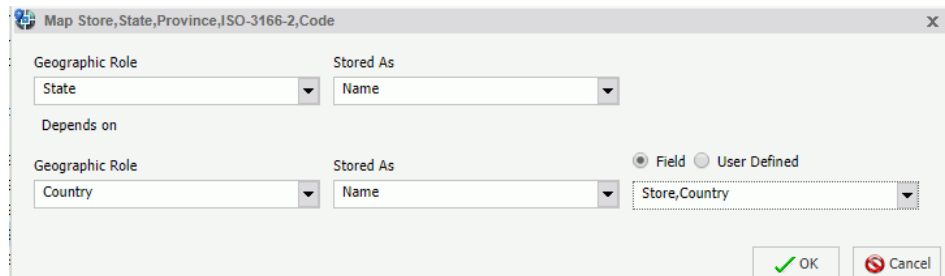 Map Store,State,Province,ISO-3166-2,Code x
Geographic Role Stored As
State Name
Depends on
Geographic Role Stored As Field User Defined
Country Name Store,Country
OK Cancel